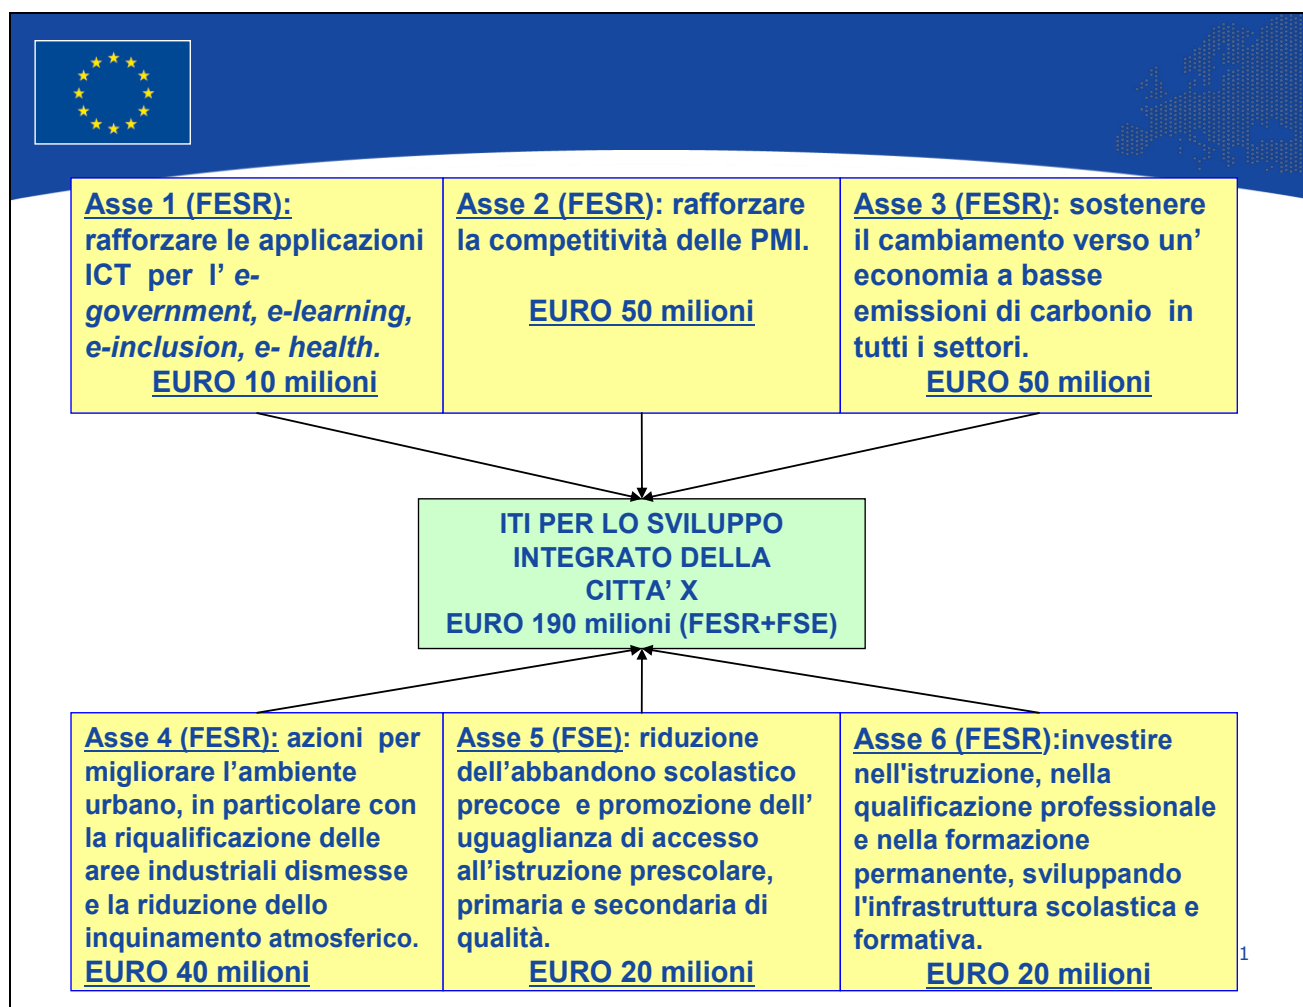 Asse 1 (FESR):
rafforzare le applicazioni
ICT per l’ e-
government, e-learning,
e-inclusion, e- health.
EURO 10 milioni
Asse 2 (FESR): rafforzare
la competitività delle PMI.
EURO 50 milioni
Asse 3 (FESR): sostenere
il cambiamento verso un’
economia a basse
emissioni di carbonio in
tutti i settori.
EURO 50 milioni
ITI PER LO SVILUPPO
INTEGRATO DELLA
CITTA’ X
EURO 190 milioni (FESR+FSE)
Asse 4 (FESR): azioni per
migliorare l’ambiente
urbano, in particolare con
la riqualificazione delle
aree industriali dismesse
e la riduzione dello
inquinamento atmosferico.
EURO 40 milioni
Asse 5 (FSE): riduzione
dell’abbandono scolastico
precoce e promozione dell’
uguaglianza di accesso
all’istruzione prescolare,
primaria e secondaria di
qualità.
EURO 20 milioni
Asse 6 (FESR):investire
nell'istruzione, nella
qualificazione professionale
e nella formazione
permanente, sviluppando
l'infrastruttura scolastica e
formativa.
EURO 20 milioni
1